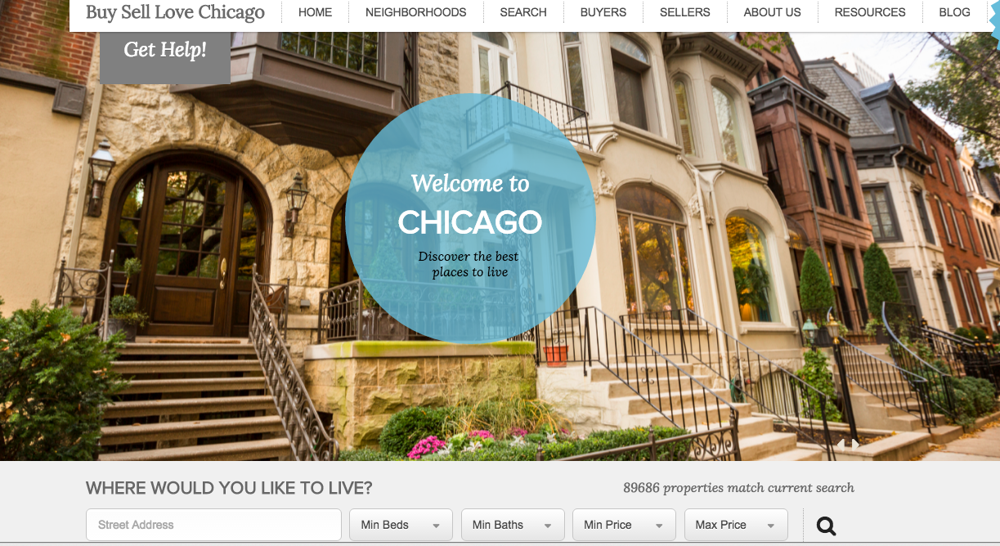 Buy Sell Love Chicago
HOME
NEIGHBORHOODS
SEARCH
BUYERS
SELLERS
ABOUT US
RESOURCES
BLOG
Get Help!
Welcome to
CHICAGO
Discover the best
places to live
WHERE WOULD YOU LIKE TO LIVE?
89686 properties match current search
Street Address
Min Beds
Min Baths
Min Price
Max Price